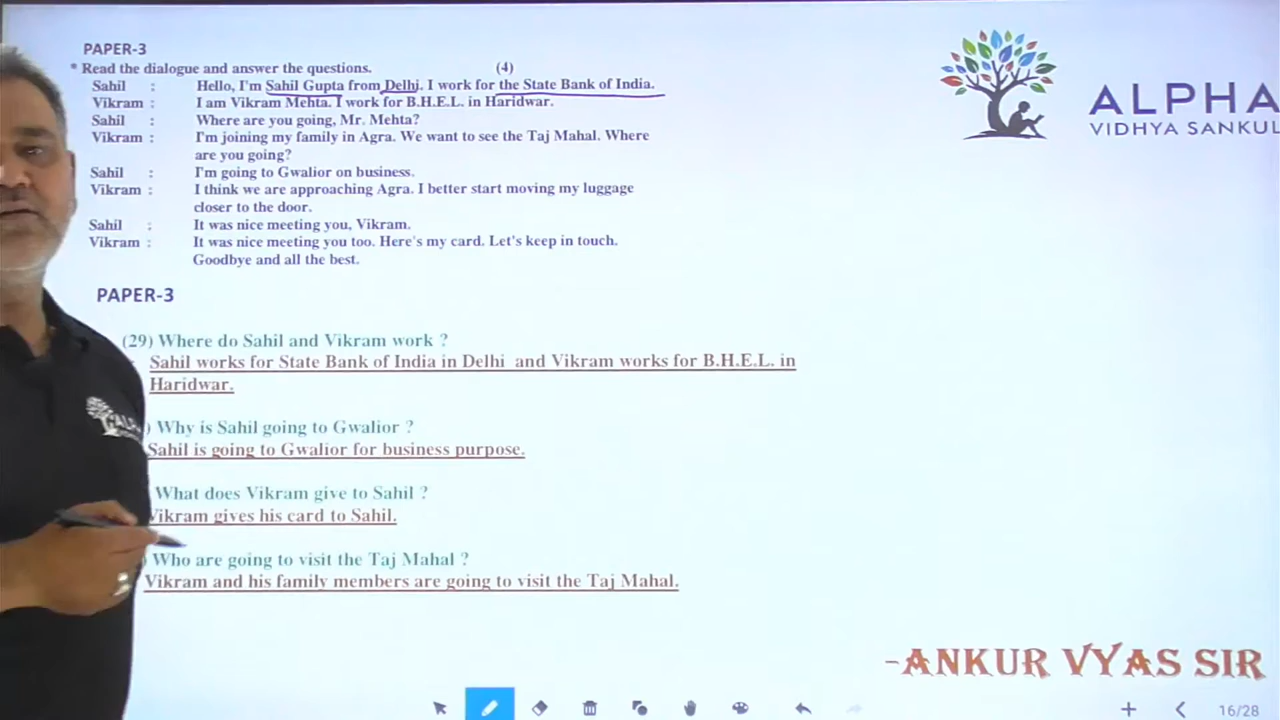 PAPER-3
* Read the dialogue and answer the questions. (4)
Sahil : Hello, I'm Sahil Gupta from Delhi. I work for the State Bank of India.
Vikram : I am Vikram Mehta. I work for B.H.E.L. in Haridwar.
Sahil : Where are you going, Mr. Mehta?
Vikram : I'm joining my family in Agra. We want to see the Taj Mahal. Where
are you going?
Sahil : I'm going to Gwalior on business.
Vikram : I think we are approaching Agra. I better start moving my luggage
closer to the door.
Sahil : It was nice meeting you, Vikram.
Vikram : It was nice meeting you too. Here's my card. Let's keep in touch.
Goodbye and all the best.
PAPER-3
(29) Where do Sahil and Vikram work ?
Sahil works for State Bank of India in Delhi and Vikram works for B.H.E.L. in
Haridwar.
) Why is Sahil going to Gwalior ?
Sahil is going to Gwalior for business purpose.
What does Vikram give to Sahil ?
Vikram gives his card to Sahil.
) Who are going to visit the Taj Mahal ?
Vikram and his family members are going to visit the Taj Mahal.
ALPHA
VIDHYA SANKUL
-ANKUR VYAS SIR
16/28